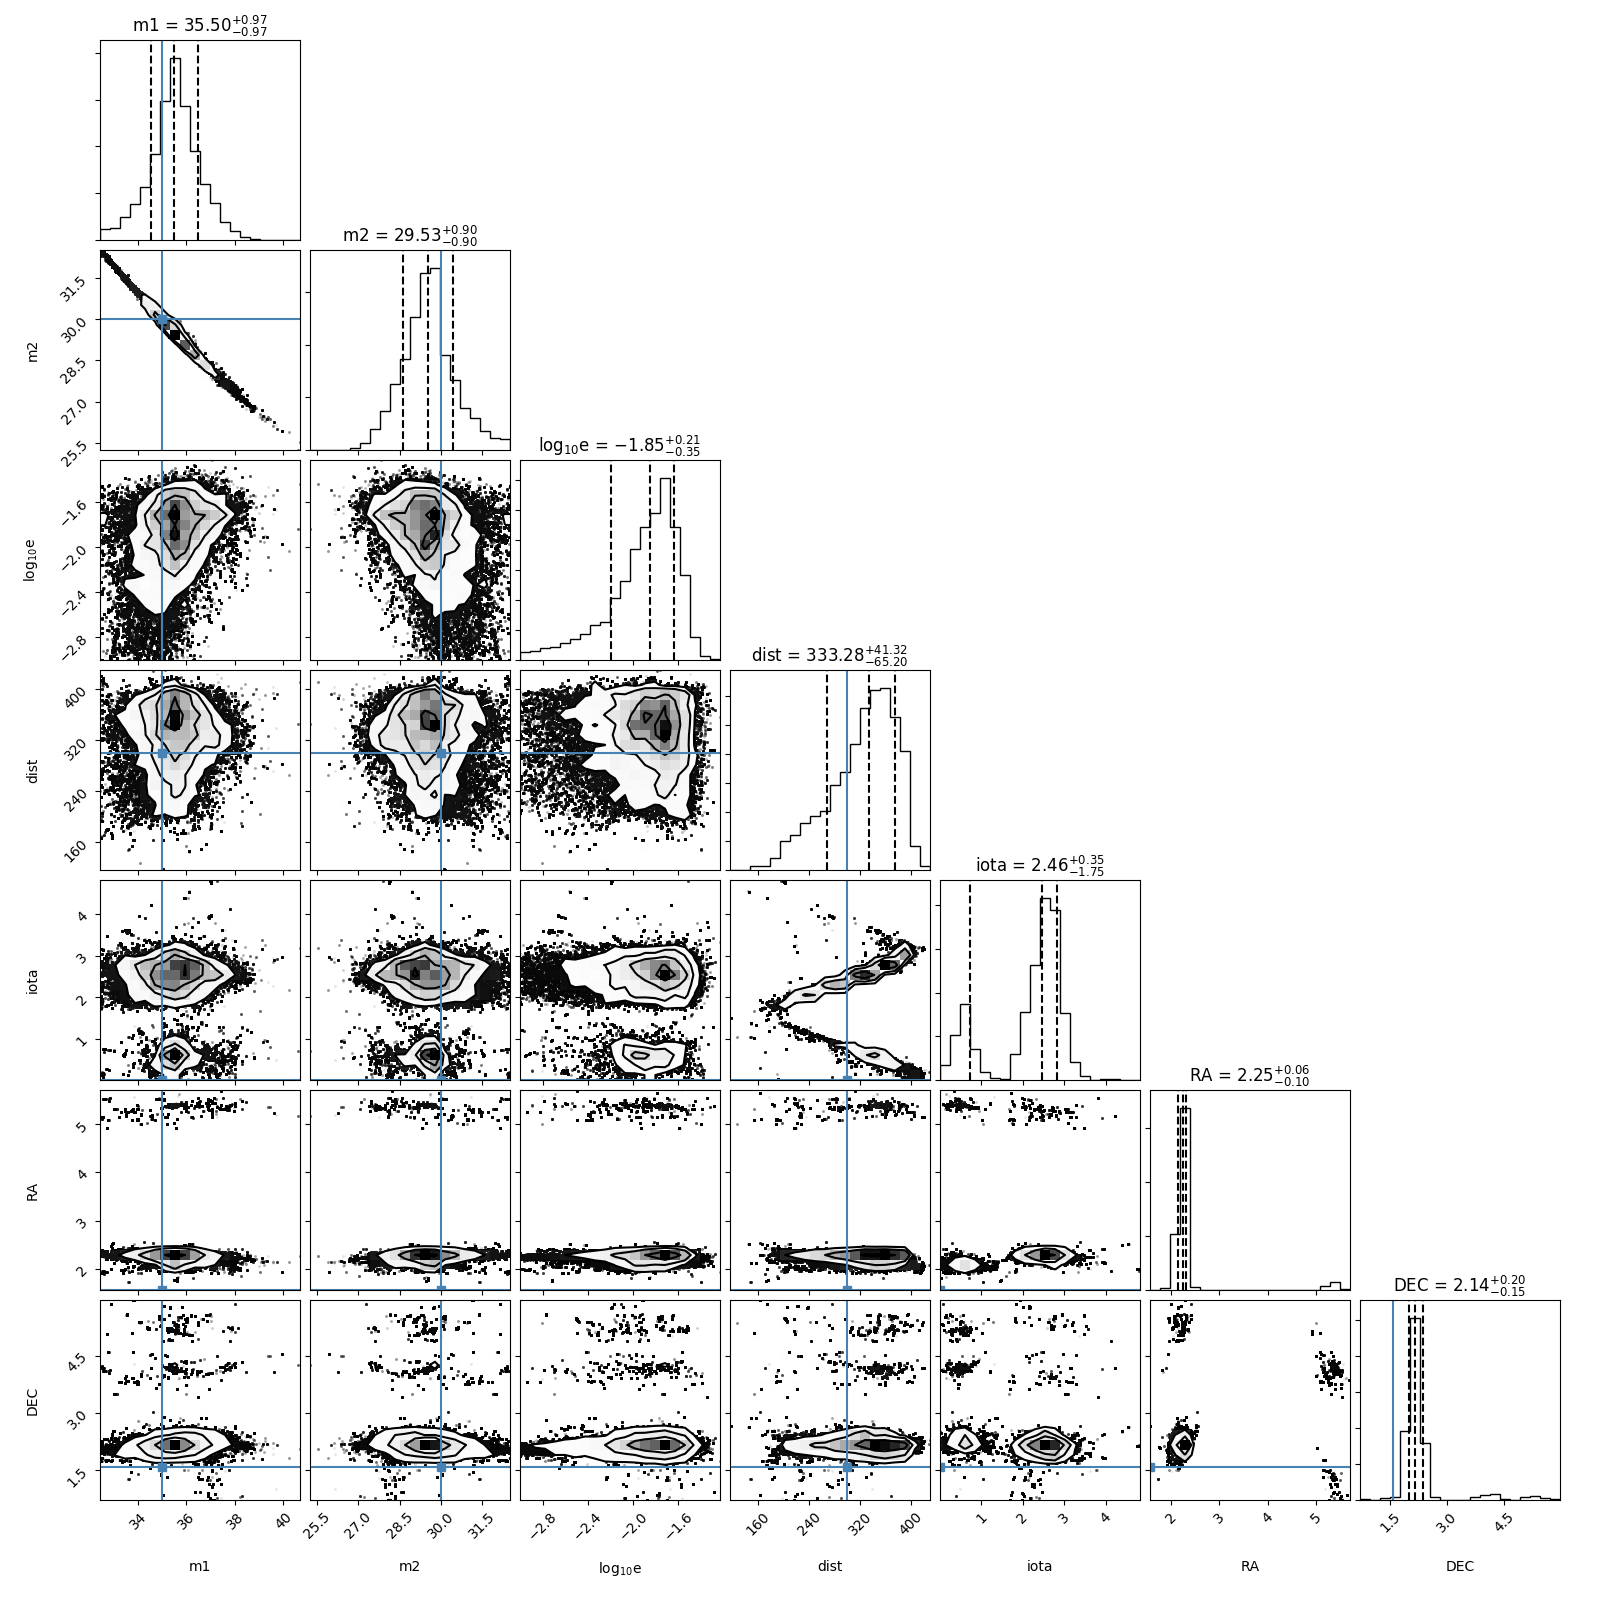 m1 = 35.50+0.97−0.97
m2 = 29.53+0.90−0.90
31.5
30.0
28.5
27.0
25.5
m2
log10e = −1.85+0.21−0.35
−1.6
−2.0
−2.4
−2.8
log10e
dist = 333.28+41.32−65.20
400
320
240
160
dist
iota = 2.46+0.35−1.75
4
3
2
1
iota
RA = 2.25+0.06−0.10
5
4
3
2
RA
DEC = 2.14+0.20−0.15
4.5
3.0
1.5
DEC
34 36 38 40 25.5 27.0 28.5 30.0 31.5 −2.8 −2.4 −2.0 −1.6 160 240 320 400 1 2 3 4 2 3 4 5 1.5 3.0 4.5
m1 m2 log10e dist iota RA DEC